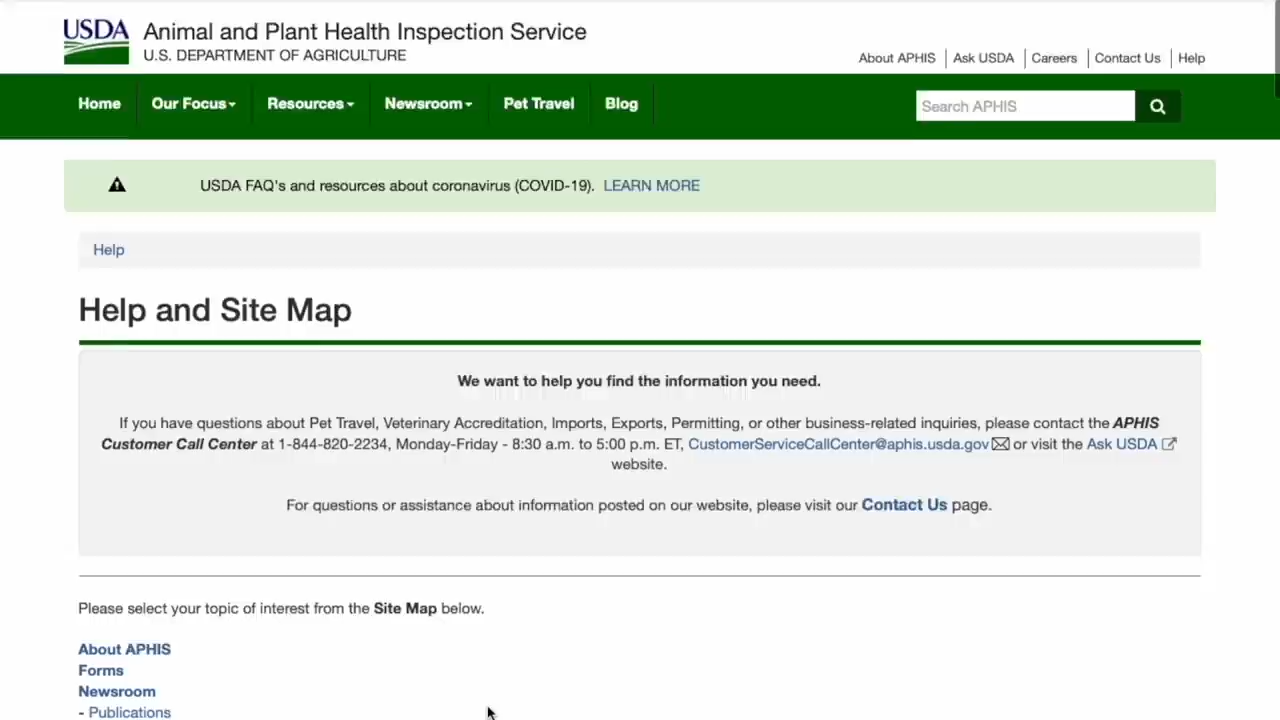 USDA
Animal and Plant Health Inspection Service
U.S. DEPARTMENT OF AGRICULTURE
About APHIS
Ask USDA
Careers
Contact Us
Help
Home
Our Focus
Resources
Newsroom
Pet Travel
Blog
Search APHIS
USDA FAQ's and resources about coronavirus (COVID-19). LEARN MORE
Help
Help and Site Map
We want to help you find the information you need.
If you have questions about Pet Travel, Veterinary Accreditation, Imports, Exports, Permitting, or other business-related inquiries, please contact the APHIS
Customer Call Center at 1-844-820-2234, Monday-Friday - 8:30 a.m. to 5:00 p.m. ET, CustomerServiceCallCenter@aphis.usda.gov or visit the Ask USDA
website.
For questions or assistance about information posted on our website, please visit our Contact Us page.
Please select your topic of interest from the Site Map below.
About APHIS
Forms
Newsroom
- Publications